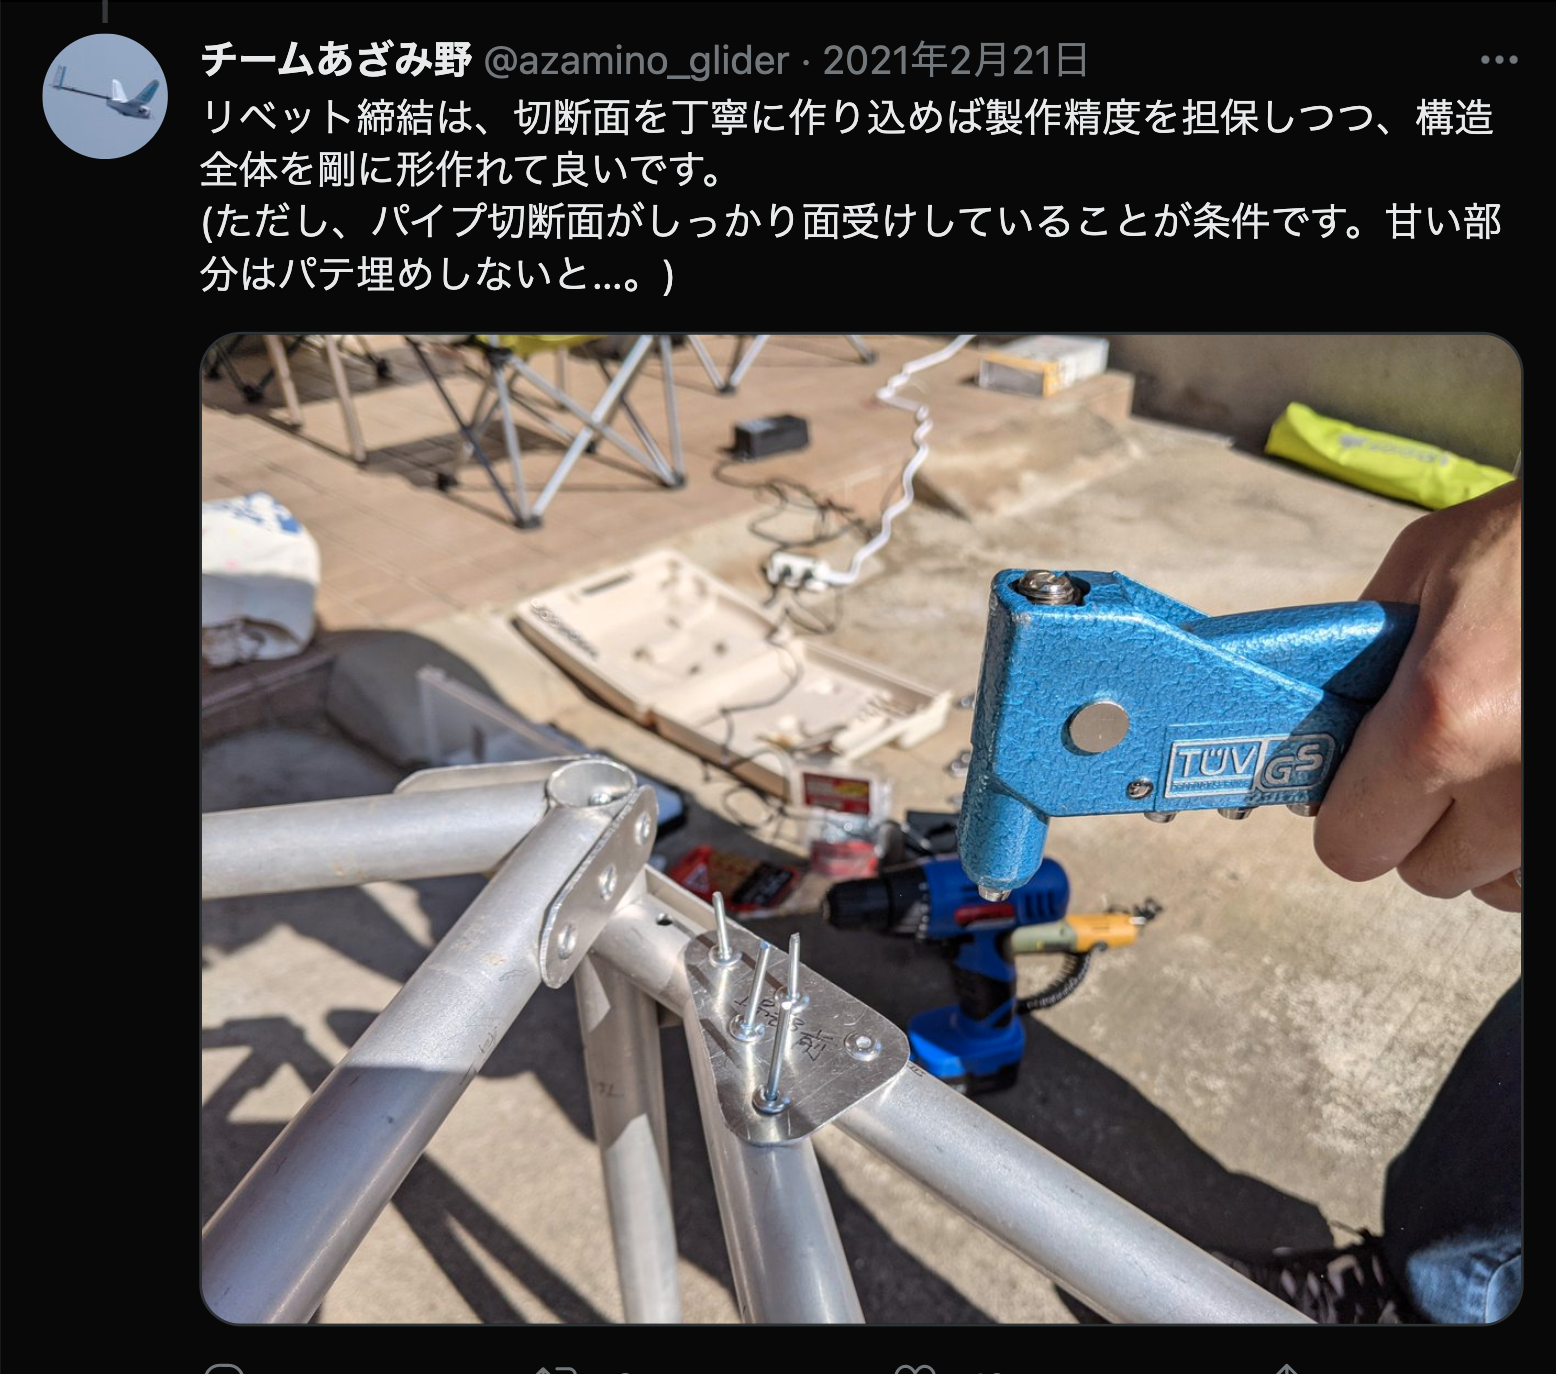 チームあざみ野 @azamino_glider · 2021年2月21日
リベット締結は、切断面を丁寧に作り込めば製作精度を担保しつつ、構造
全体を剛に形作れて良いです。
(ただし、パイプ切断面がしっかり面受けしていることが条件です。甘い部
分はパテ埋めしないと...。)
TÜV GS